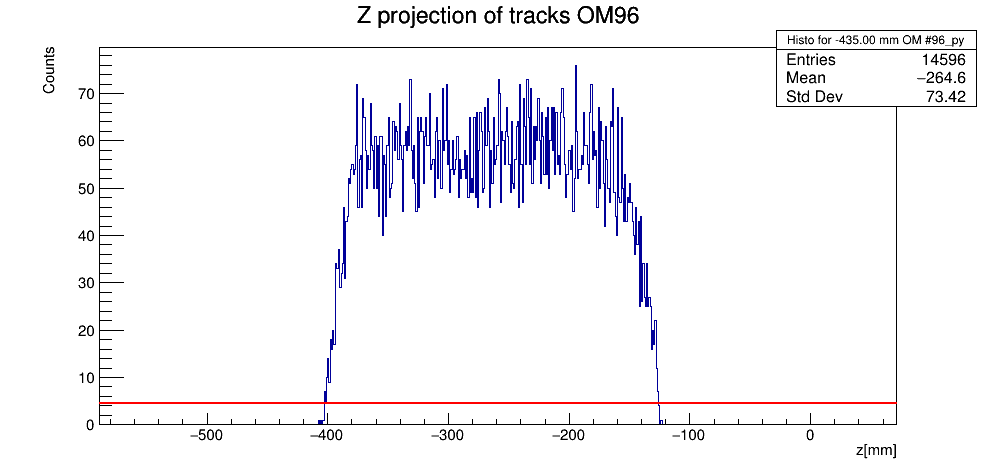 Z projection of tracks OM96
Histo for -435.00 mm OM #96_py
Entries 14596
Mean −264.6
Std Dev 73.42
Counts
70
60
50
40
30
20
10
0
−500 −400 −300 −200 −100 0
z[mm]